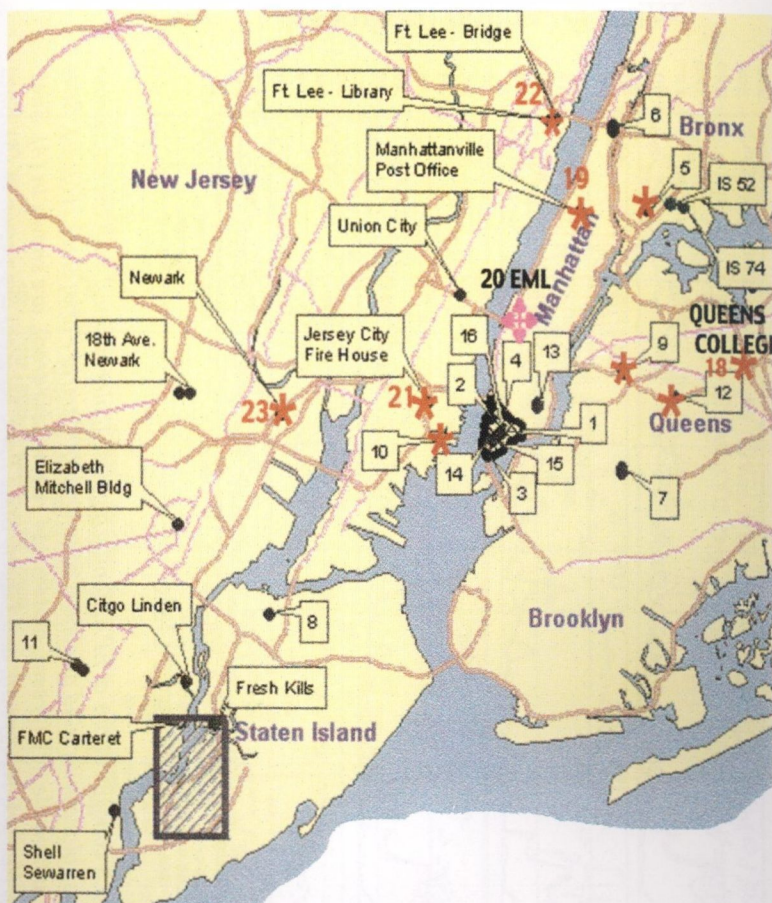 Ft. Lee - Bridge
Ft. Lee - Library
22
6
Bronx
Manhattanville
Post Office
19
5
IS 52
New Jersey
Union City
IS 74
20 EML
Manhattan
Newark
QUEENS
COLLEGE
18th Ave.
Newark
Jersey City
Fire House
16
4
13
9
18
2
12
23
21
1
Queens
10
14
15
3
7
Elizabeth
Mitchell Bldg
Citgo Linden
8
Brooklyn
11
Fresh Kills
FMC Carteret
Staten Island
Shell
Sewarren